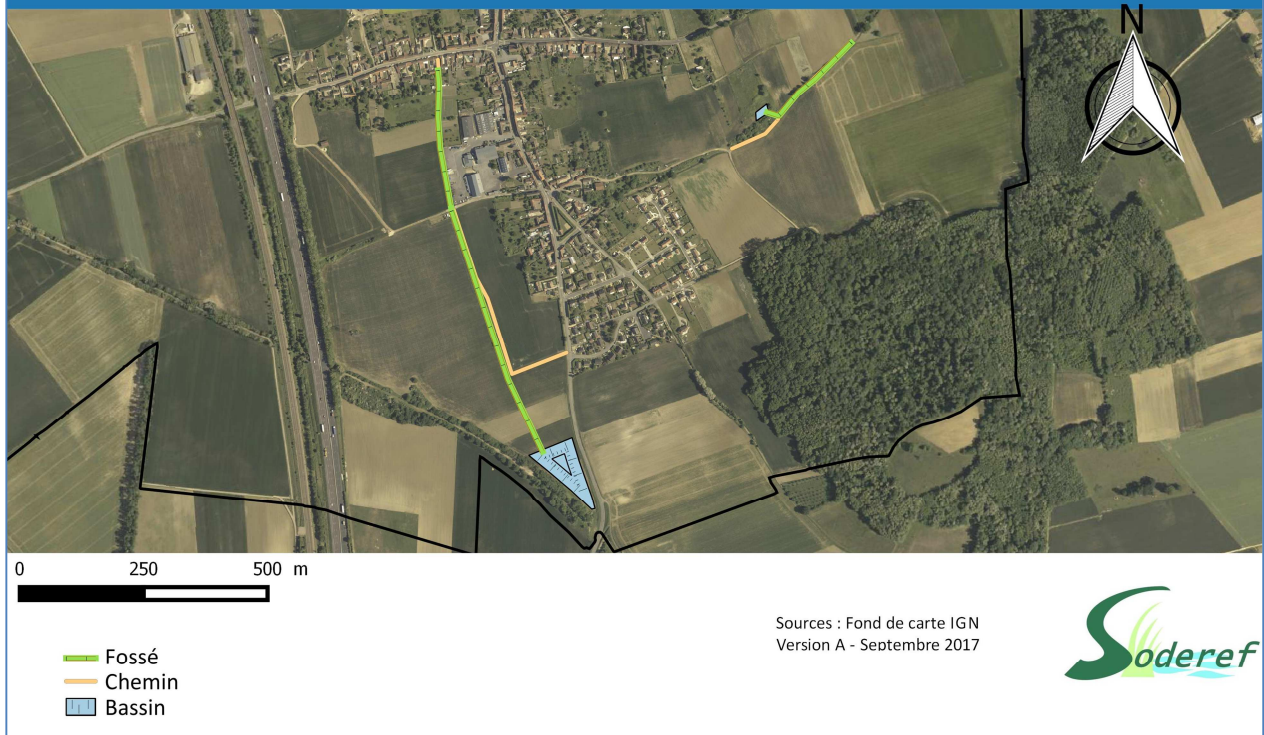 N
0 250 500 m
Sources : Fond de carte IGN
Version A - Septembre 2017
Soderef
Fossé
Chemin
Bassin